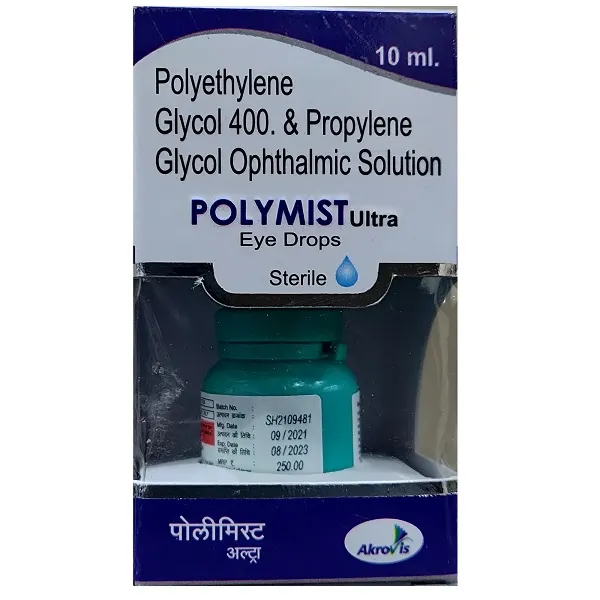 10 ml.
Polyethylene
Glycol 400. & Propylene
Glycol Ophthalmic Solution
POLYMIST Ultra
Eye Drops
Sterile
Batch No. :
SH2109481
Mfg. Date :
09 / 2021
Exp. Date :
08 / 2023
MRP ₹ :
250.00
पोलीमिस्ट
अल्ट्रा
AkroVis